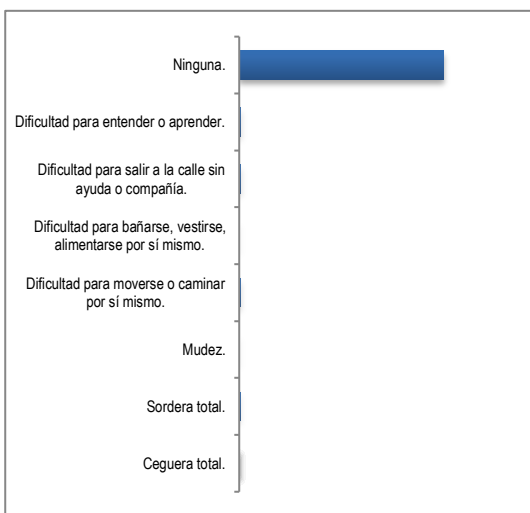 Ninguna.
Dificultad para entender o aprender.
Dificultad para salir a la calle sin
ayuda o compañía.
Dificultad para bañarse, vestirse,
alimentarse por sí mismo.
Dificultad para moverse o caminar
por sí mismo.
Mudez.
Sordera total.
Ceguera total.